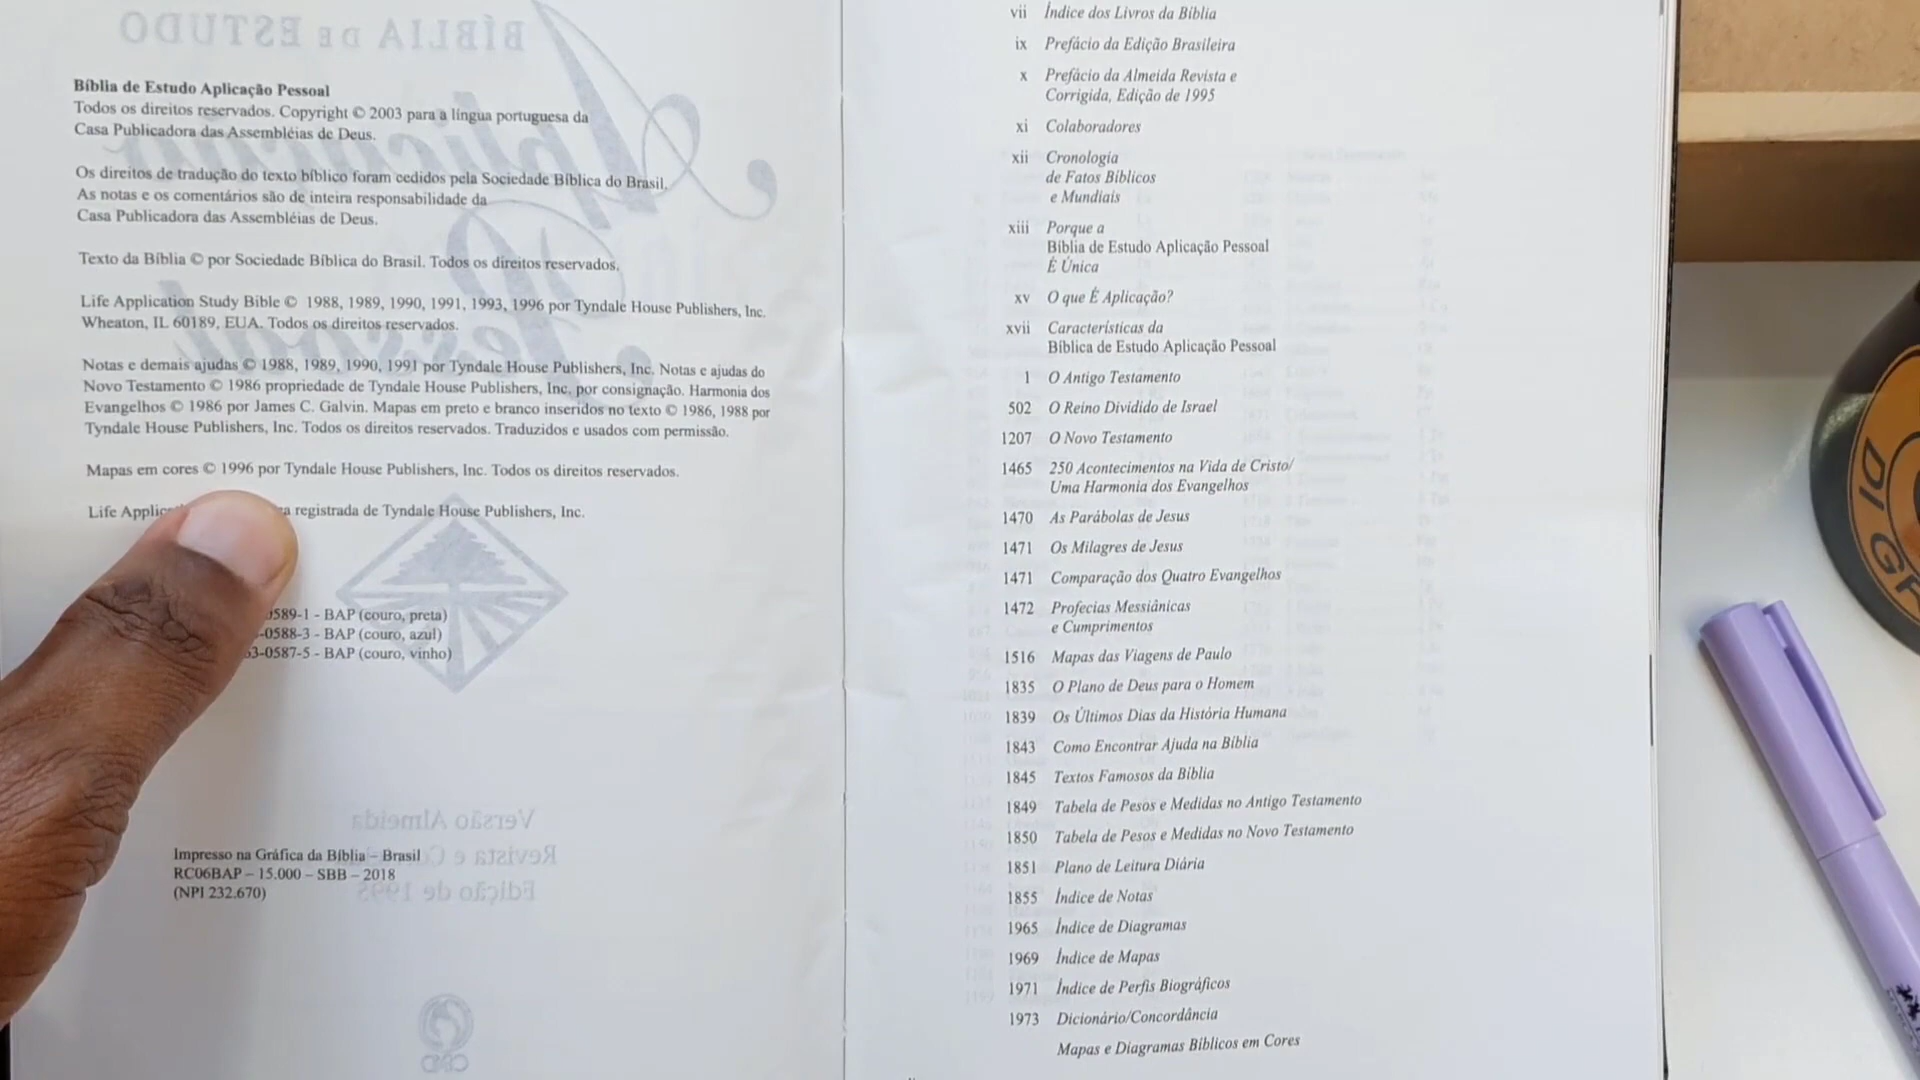 Bíblia de Estudo Aplicação Pessoal
Todos os direitos reservados. Copyright © 2003 para a língua portuguesa da
Casa Publicadora das Assembléias de Deus.
Os direitos de tradução do texto bíblico foram cedidos pela Sociedade Bíblica do Brasil.
As notas e os comentários são de inteira responsabilidade da
Casa Publicadora das Assembléias de Deus.
Texto da Bíblia © por Sociedade Bíblica do Brasil. Todos os direitos reservados.
Life Application Study Bible © 1988, 1989, 1990, 1991, 1993, 1996 por Tyndale House Publishers, Inc.
Wheaton, IL 60189, EUA. Todos os direitos reservados.
Notas e demais ajudas © 1988, 1989, 1990, 1991 por Tyndale House Publishers, Inc. Notas e ajudas do
Novo Testamento © 1986 propriedade de Tyndale House Publishers, Inc. por consignação. Harmonia dos
Evangelhos © 1986 por James C. Galvin. Mapas em preto e branco inseridos no texto © 1986, 1988 por
Tyndale House Publishers, Inc. Todos os direitos reservados. Traduzidos e usados com permissão.
Mapas em cores © 1996 por Tyndale House Publishers, Inc. Todos os direitos reservados.
Life registrada de Tyndale House Publishers, Inc.
589-1 - BAP (couro, preta)
-0588-3 - BAP (couro, azul)
3-0587-5 - BAP (couro, vinho)
Impresso na Gráfica da Bíblia – Brasil
RC06BAP – 15.000 – SBB – 2018
(NPI 232.670)
vii Índice dos Livros da Bíblia
ix Prefácio da Edição Brasileira
x Prefácio da Almeida Revista e
Corrigida, Edição de 1995
xi Colaboradores
xii Cronologia
de Fatos Bíblicos
e Mundiais
xiii Porque a
Bíblia de Estudo Aplicação Pessoal
É Única
xv O que É Aplicação?
xvii Características da
Bíblica de Estudo Aplicação Pessoal
1 O Antigo Testamento
502 O Reino Dividido de Israel
1207 O Novo Testamento
1465 250 Acontecimentos na Vida de Cristo/
Uma Harmonia dos Evangelhos
1470 As Parábolas de Jesus
1471 Os Milagres de Jesus
1471 Comparação dos Quatro Evangelhos
1472 Profecias Messiânicas
e Cumprimentos
1516 Mapas das Viagens de Paulo
1835 O Plano de Deus para o Homem
1839 Os Últimos Dias da História Humana
1843 Como Encontrar Ajuda na Bíblia
1845 Textos Famosos da Bíblia
1849 Tabela de Pesos e Medidas no Antigo Testamento
1850 Tabela de Pesos e Medidas no Novo Testamento
1851 Plano de Leitura Diária
1855 Índice de Notas
1965 Índice de Diagramas
1969 Índice de Mapas
1971 Índice de Perfis Biográficos
1973 Dicionário/Concordância
Mapas e Diagramas Bíblicos em Cores
DI GR